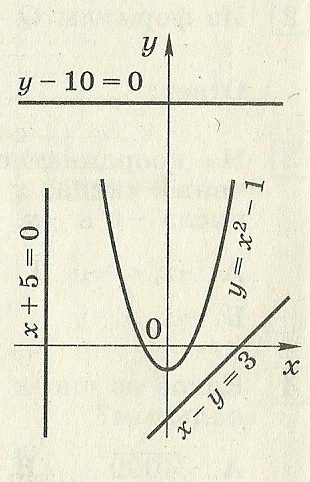 y
y − 10 = 0
x + 5 = 0
y = x² − 1
0
x − y = 3
x